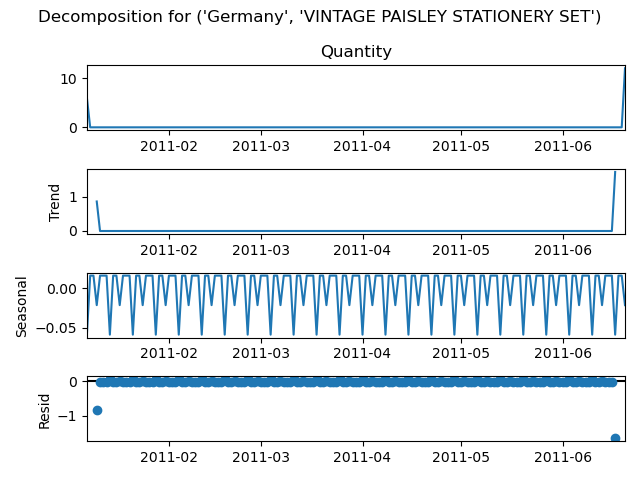 Decomposition for ('Germany', 'VINTAGE PAISLEY STATIONERY SET')
Quantity
10
0
2011-02 2011-03 2011-04 2011-05 2011-06
Trend
1
0
2011-02 2011-03 2011-04 2011-05 2011-06
Seasonal
0.00
−0.05
2011-02 2011-03 2011-04 2011-05 2011-06
Resid
0
−1
2011-02 2011-03 2011-04 2011-05 2011-06